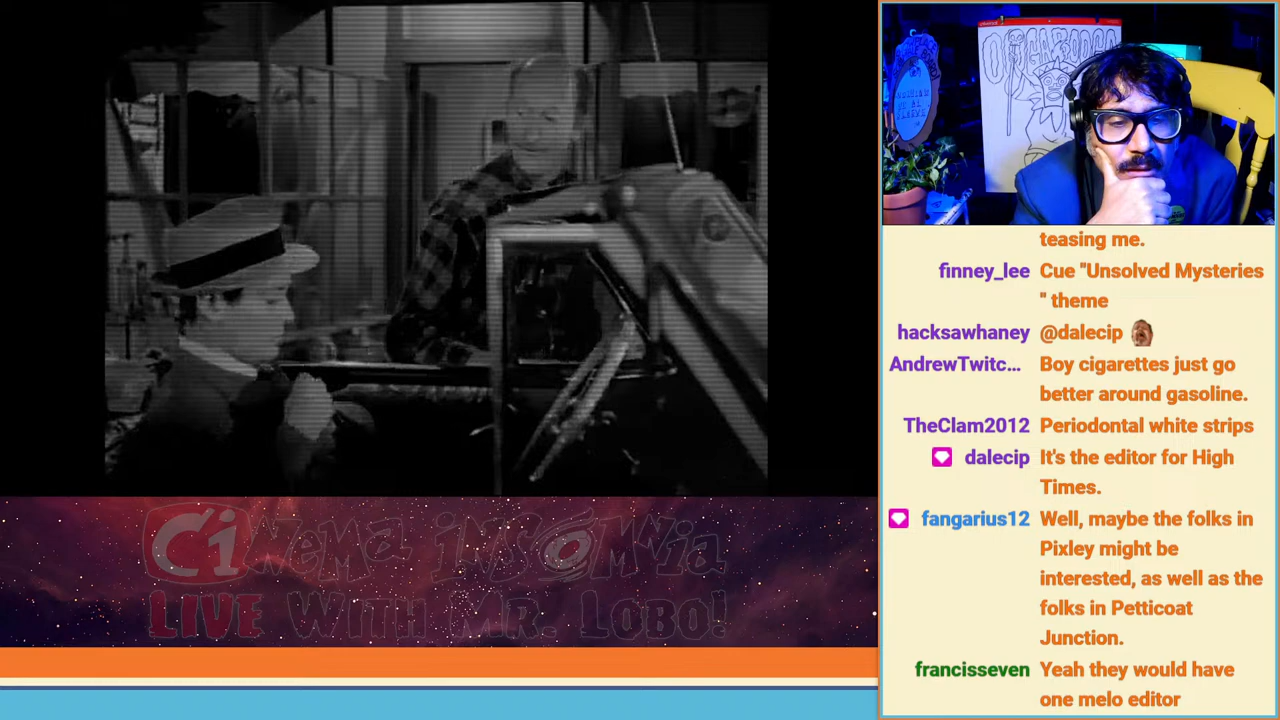 OOGABOOGA
teasing me.
finney_lee Cue "Unsolved Mysteries
" theme
hacksawhaney @dalecip
AndrewTwitc... Boy cigarettes just go
better around gasoline.
TheClam2012 Periodontal white strips
dalecip It's the editor for High
Times.
fangarius12 Well, maybe the folks in
Pixley might be
interested, as well as the
folks in Petticoat
Junction.
francisseven Yeah they would have
one melo editor
Cinema insomnia
LIVE WITH MR. LOBO!